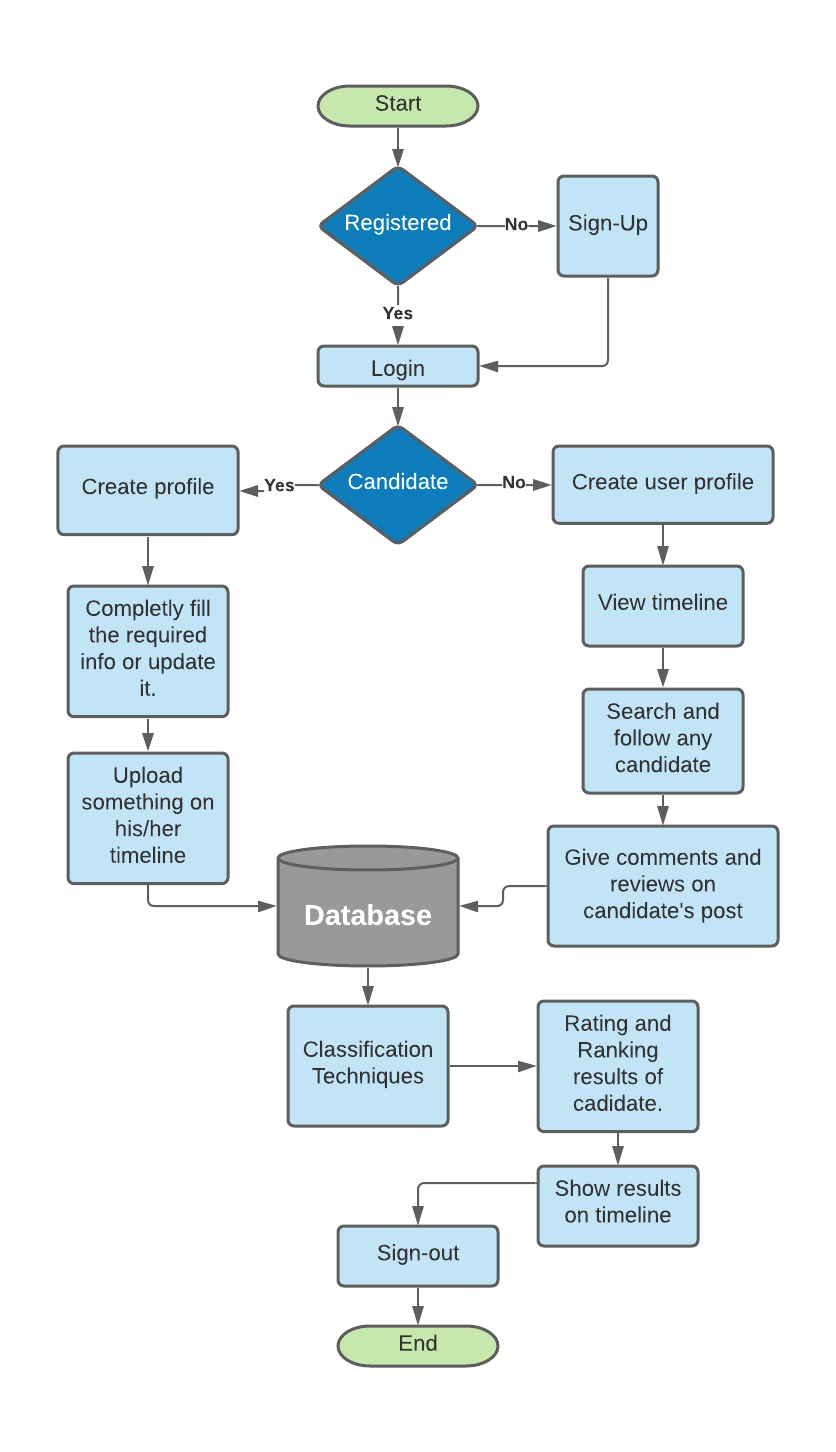 Start
Registered
No
Sign-Up
Yes
Login
Candidate
Yes
No
Create profile
Create user profile
Completly fill
the required
info or update
it.
View timeline
Search and
follow any
candidate
Upload
something on
his/her
timeline
Give comments and
reviews on
candidate's post
Database
Classification
Techniques
Rating and
Ranking
results of
cadidate.
Show results
on timeline
Sign-out
End